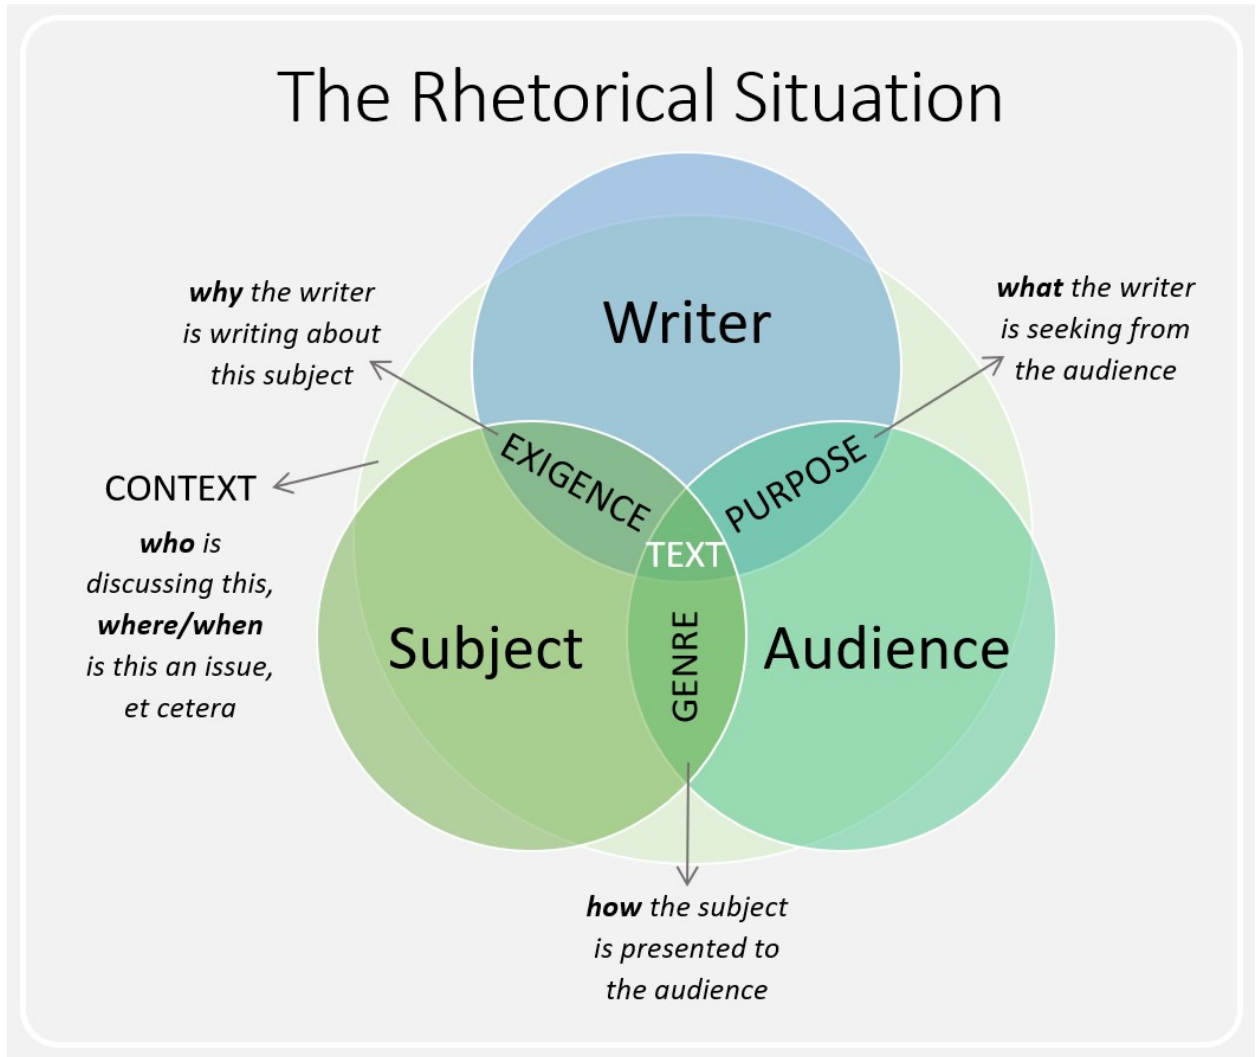 The Rhetorical Situation
why the writer
is writing about
this subject
what the writer
is seeking from
the audience
Writer
EXIGENCE
PURPOSE
CONTEXT
who is
discussing this,
where/when
is this an issue,
et cetera
TEXT
Subject
GENRE
Audience
how the subject
is presented to
the audience